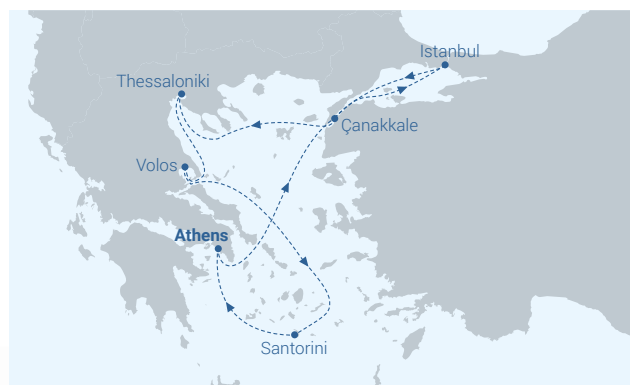 Istanbul
Thessaloniki
Çanakkale
Volos
Athens
Santorini